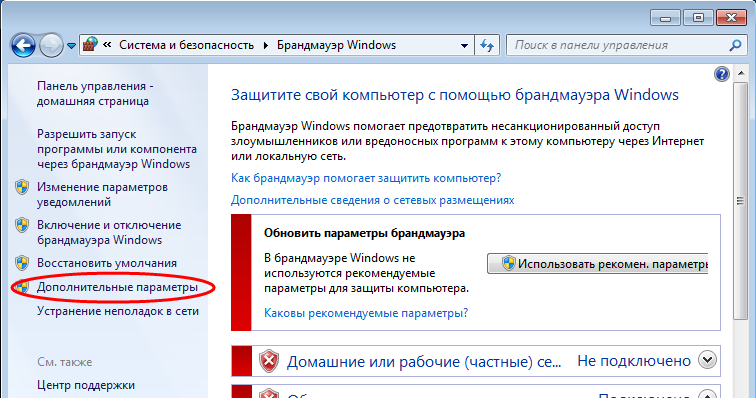 « Система и безопасность ▸ Брандмауэр Windows
Поиск в панели управления
Панель управления -
домашняя страница
Разрешить запуск
программы или компонента
через брандмауэр Windows
Изменение параметров
уведомлений
Включение и отключение
брандмауэра Windows
Восстановить умолчания
Дополнительные параметры
Устранение неполадок в сети
См. также
Центр поддержки
Защитите свой компьютер с помощью брандмауэра Windows
Брандмауэр Windows помогает предотвратить несанкционированный доступ
злоумышленников или вредоносных программ к этому компьютеру через Интернет
или локальную сеть.
Как брандмауэр помогает защитить компьютер?
Дополнительные сведения о сетевых размещениях
Обновить параметры брандмауэра
В брандмауэре Windows не
используются рекомендуемые
параметры для защиты компьютера.
Использовать рекомен. параметры
Каковы рекомендуемые параметры?
Домашние или рабочие (частные) се... Не подключено